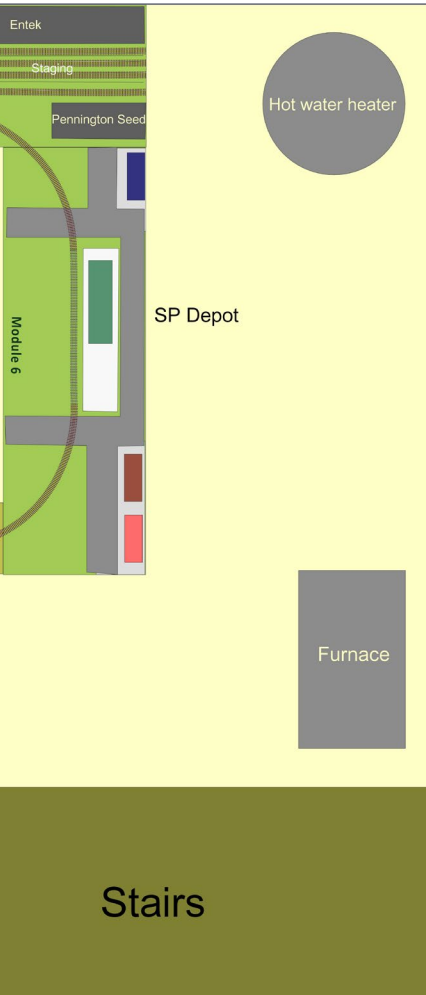 Entek
Staging
Hot water heater
Pennington Seed
SP Depot
Module 6
Furnace
Stairs